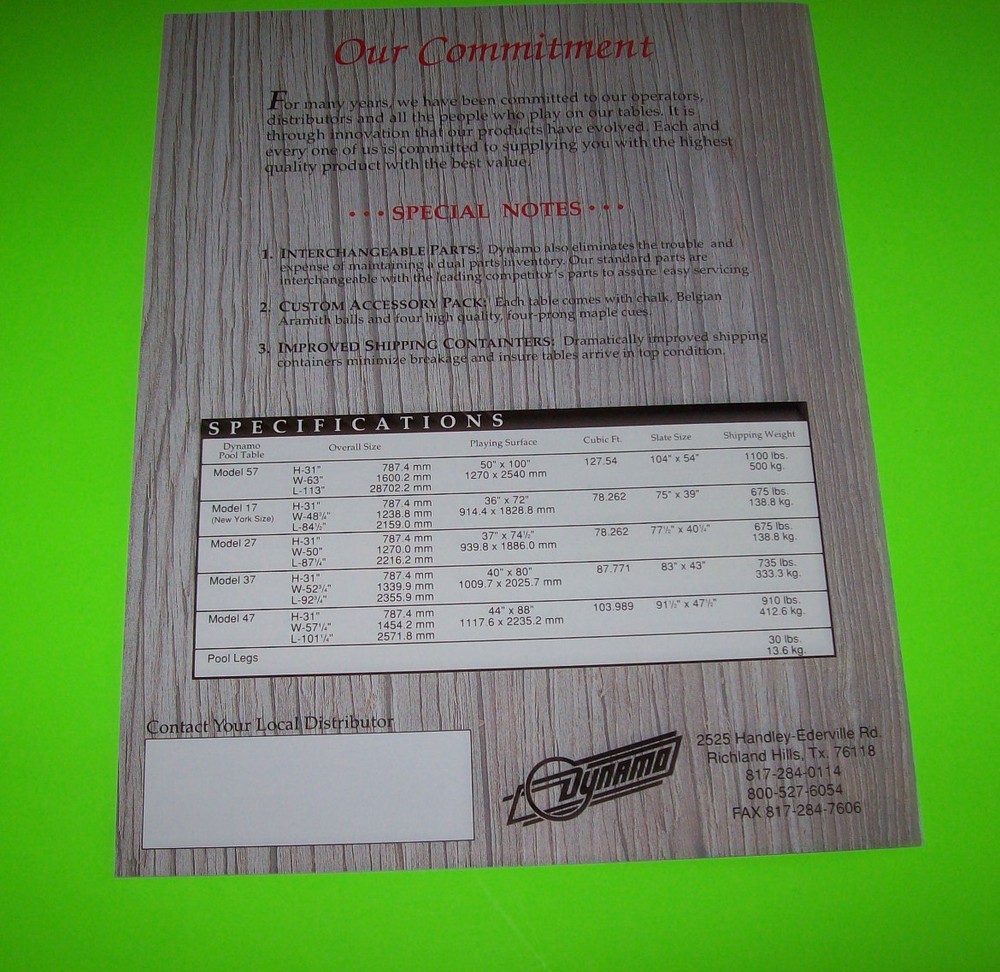 Our Commitment
For many years, we have been committed to our operators,
distributors and all the people who play on our tables. It is
through innovation that our products have evolved. Each and
every one of us is committed to supplying you with the highest
quality product with the best value.
• • • SPECIAL NOTES • • •
1. INTERCHANGEABLE PARTS: Dynamo also eliminates the trouble and
expense of maintaining a dual parts inventory. Our standard parts are
interchangeable with the leading competitor's parts to assure easy servicing.
2. CUSTOM ACCESSORY PACK: Each table comes with chalk, Belgian
Aramith balls and four high quality, four-prong maple cues.
3. IMPROVED SHIPPING CONTAINTERS: Dramatically improved shipping
containers minimize breakage and insure tables arrive in top condition.
SPECIFICATIONS
Dynamo Pool Table Overall Size Playing Surface Cubic Ft. Slate Size Shipping Weight
Model 57 H-31" 787.4 mm 50" x 100" 127.54 104" x 54" 1100 lbs.
W-63" 1600.2 mm 1270 x 2540 mm 500 kg.
L-113" 28702.2 mm
Model 17 H-31" 787.4 mm 36" x 72" 78.262 75" x 39" 675 lbs.
(New York Size) W-48¾" 1238.8 mm 914.4 x 1828.8 mm 138.8 kg.
L-84½" 2159.0 mm
Model 27 H-31" 787.4 mm 37" x 74½" 78.262 77½" x 40¼" 675 lbs.
W-50" 1270.0 mm 939.8 x 1886.0 mm 138.8 kg.
L-87¼" 2216.2 mm
Model 37 H-31" 787.4 mm 40" x 80" 87.771 83" x 43" 735 lbs.
W-52¾" 1339.9 mm 1009.7 x 2025.7 mm 333.3 kg.
L-92¾" 2355.9 mm
Model 47 H-31" 787.4 mm 44" x 88" 103.989 91½" x 47½" 910 lbs.
W-57¼" 1454.2 mm 1117.6 x 2235.2 mm 412.6 kg.
L-101¼" 2571.8 mm
Pool Legs 30 lbs.
13.6 kg.
Contact Your Local Distributor
DYNAMO
2525 Handley-Ederville Rd.
Richland Hills, Tx. 76118
817-284-0114
800-527-6054
FAX 817-284-7606